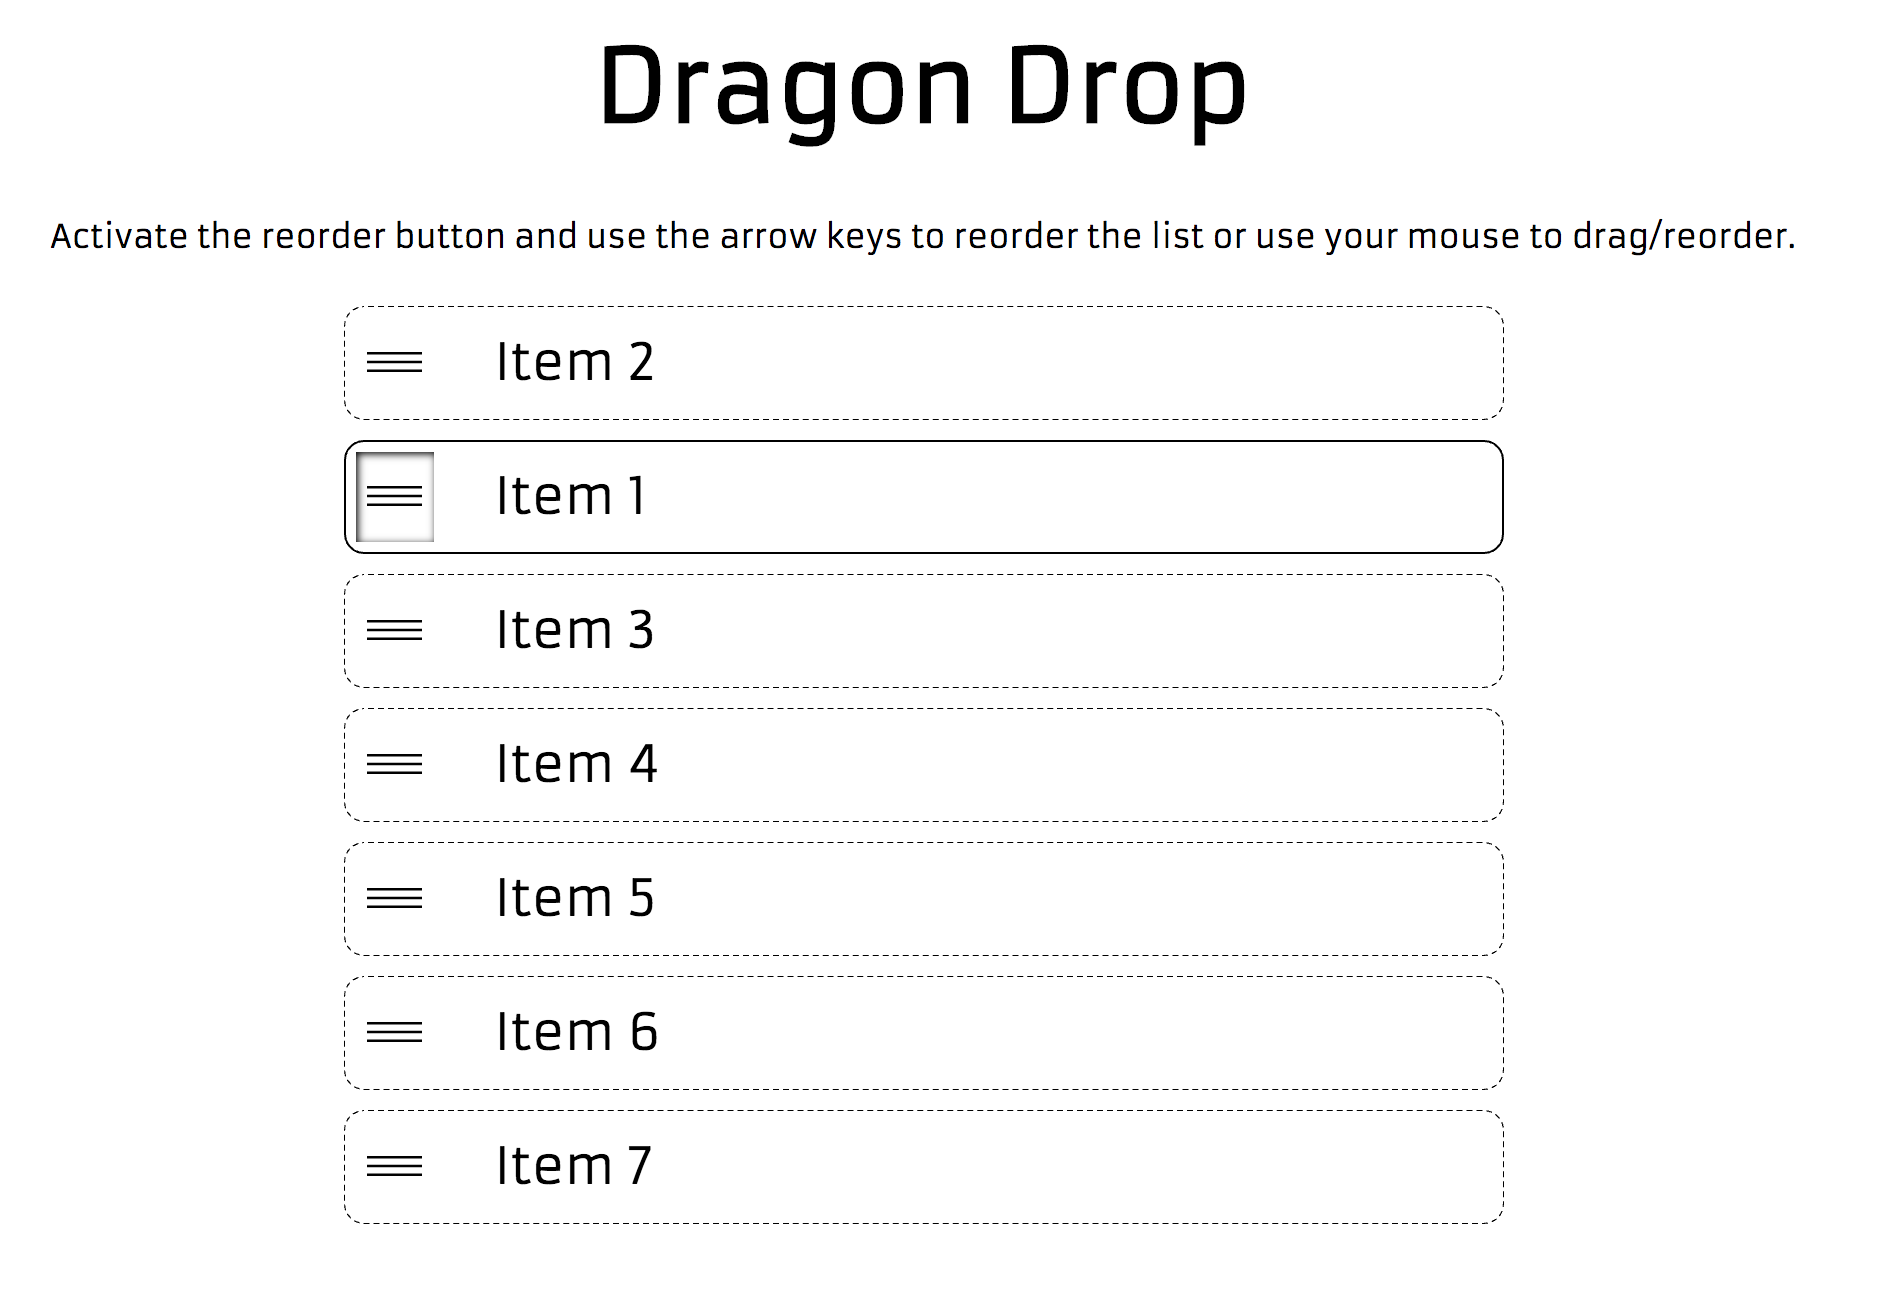 Dragon Drop
Activate the reorder button and use the arrow keys to reorder the list or use your mouse to drag/reorder.
Item 2
Item 1
Item 3
Item 4
Item 5
Item 6
Item 7